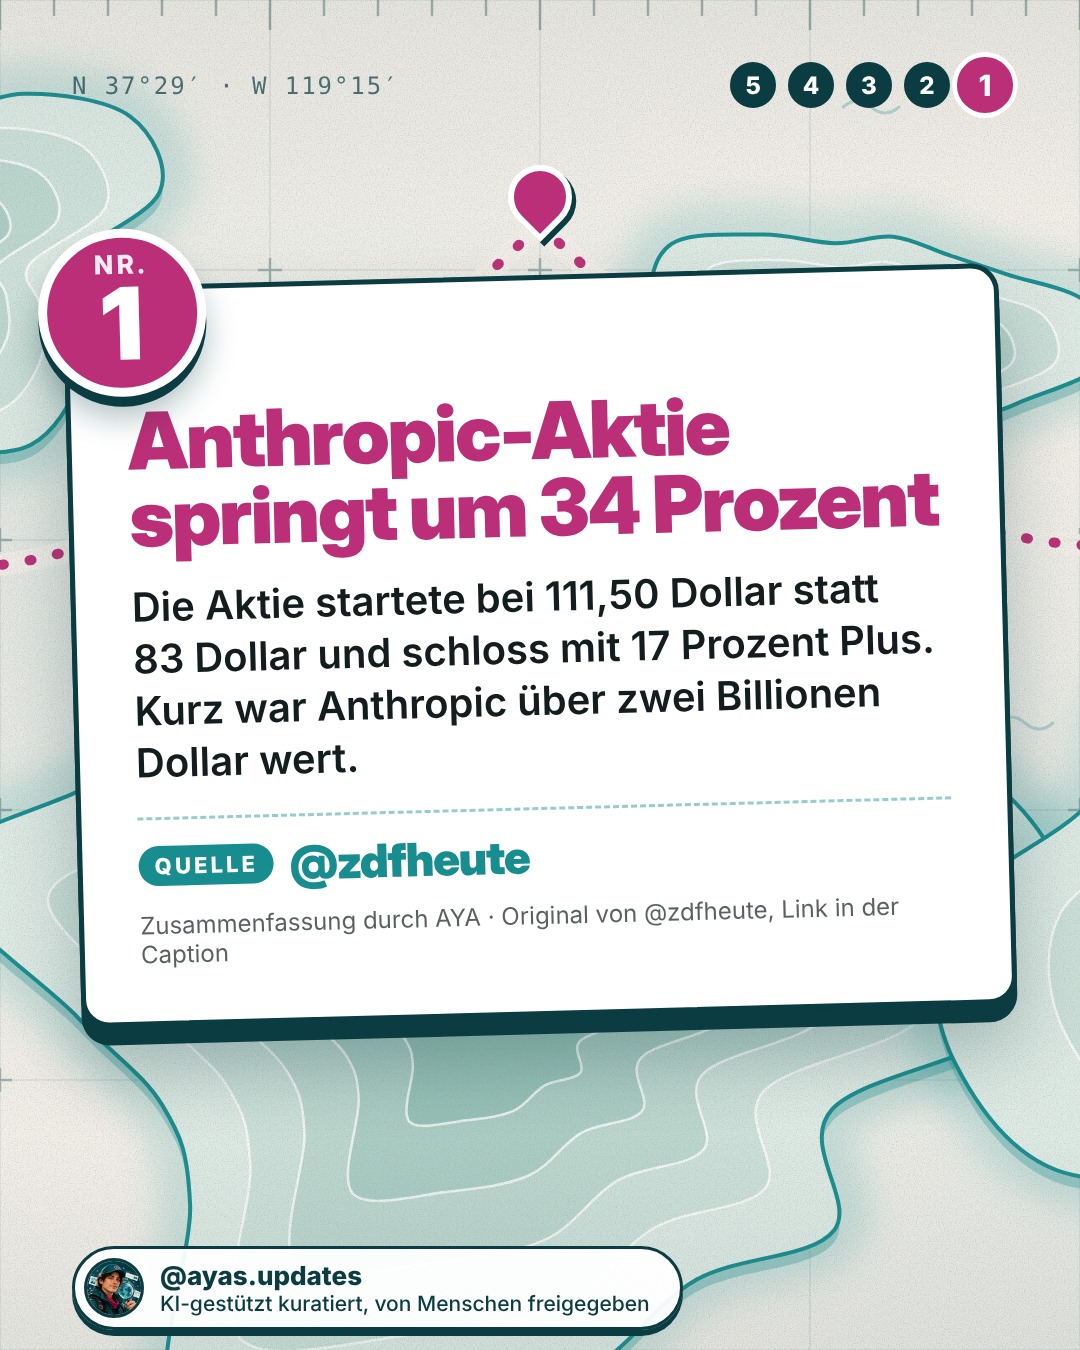 N 37°29′ · W 119°15′
5 4 3 2 1
NR.
1
Anthropic-Aktie
springt um 34 Prozent
Die Aktie startete bei 111,50 Dollar statt
83 Dollar und schloss mit 17 Prozent Plus.
Kurz war Anthropic über zwei Billionen
Dollar wert.
QUELLE @zdfheute
Zusammenfassung durch AYA · Original von @zdfheute, Link in der
Caption
@ayas.updates
KI-gestützt kuratiert, von Menschen freigegeben